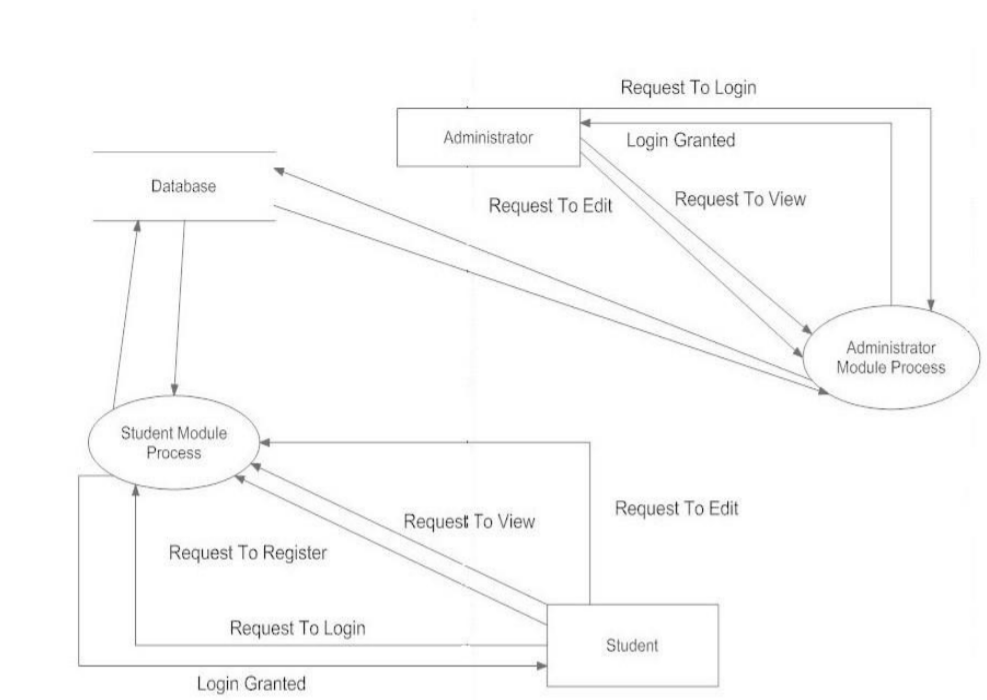 Request To Login
Administrator
Login Granted
Database
Request To Edit
Request To View
Administrator
Module Process
Student Module
Process
Request To Edit
Request To View
Request To Register
Request To Login
Student
Login Granted